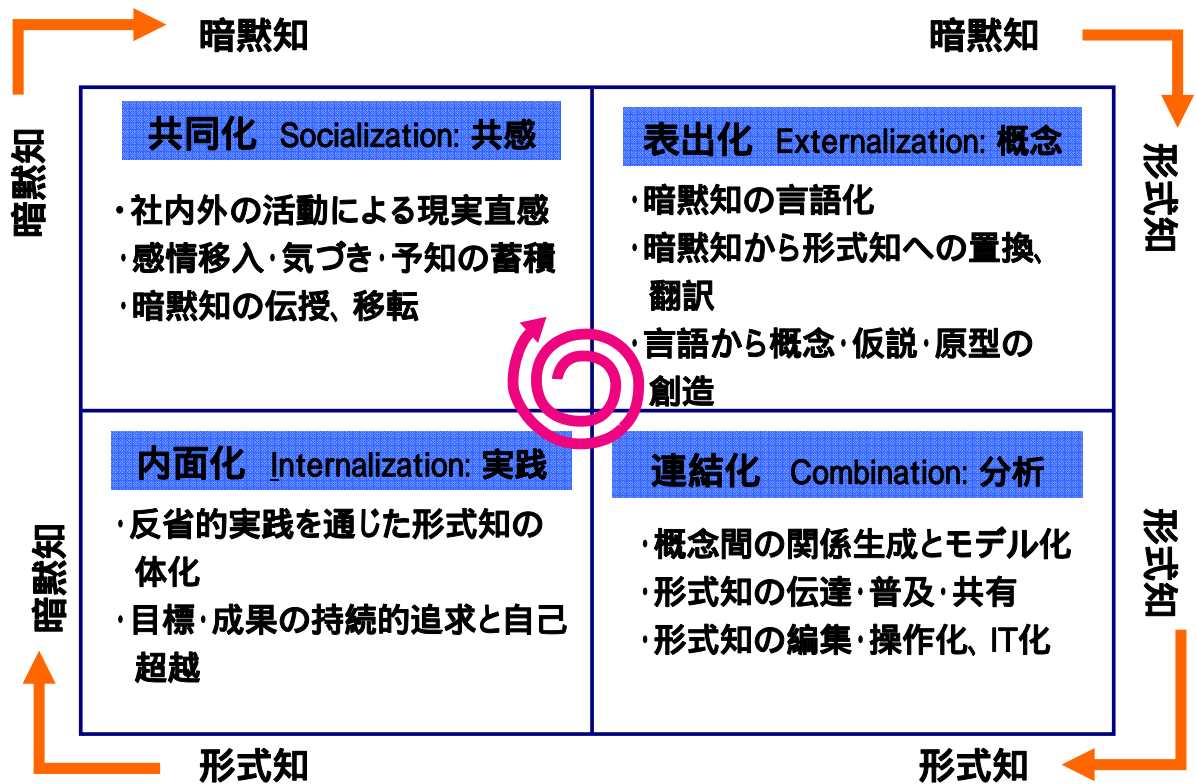 暗黙知
暗黙知
暗黙知
形式知
共同化 Socialization: 共感
・社内外の活動による現実直感
・感情移入・気づき・予知の蓄積
・暗黙知の伝授、移転
表出化 Externalization: 概念
・暗黙知の言語化
・暗黙知から形式知への置換、
翻訳
・言語から概念・仮説・原型の
創造
内面化 Internalization: 実践
・反省的実践を通じた形式知の
体化
・目標・成果の持続的追求と自己
超越
連結化 Combination: 分析
・概念間の関係生成とモデル化
・形式知の伝達・普及・共有
・形式知の編集・操作化、IT化
暗黙知
形式知
形式知
形式知